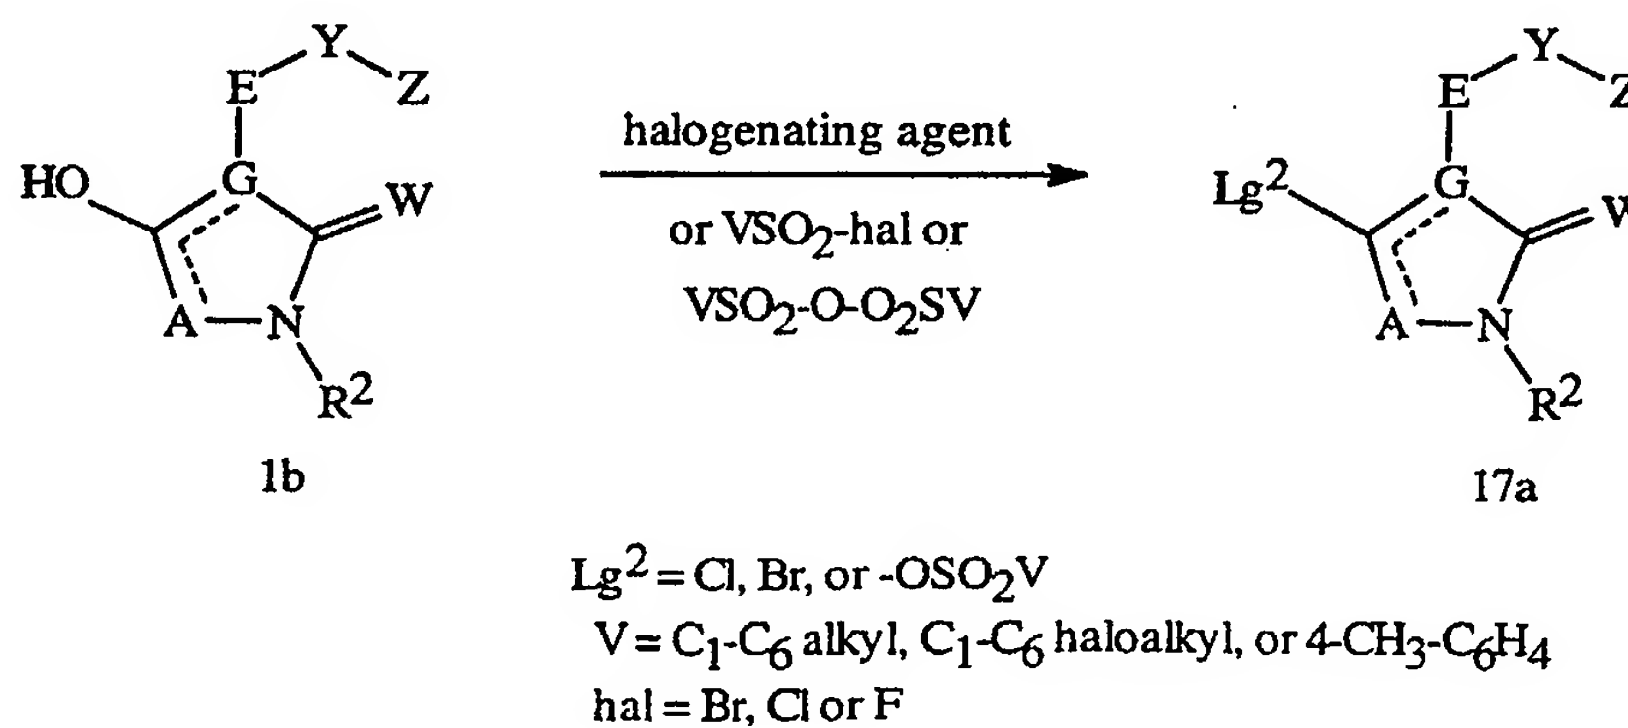 Y
E Z
HO G W
A N
R²
1b
halogenating agent
or VSO₂-hal or
VSO₂-O-O₂SV
Y
E Z
Lg² G W
A N
R²
17a
Lg² = Cl, Br, or -OSO₂V
V = C₁-C₆ alkyl, C₁-C₆ haloalkyl, or 4-CH₃-C₆H₄
hal = Br, Cl or F